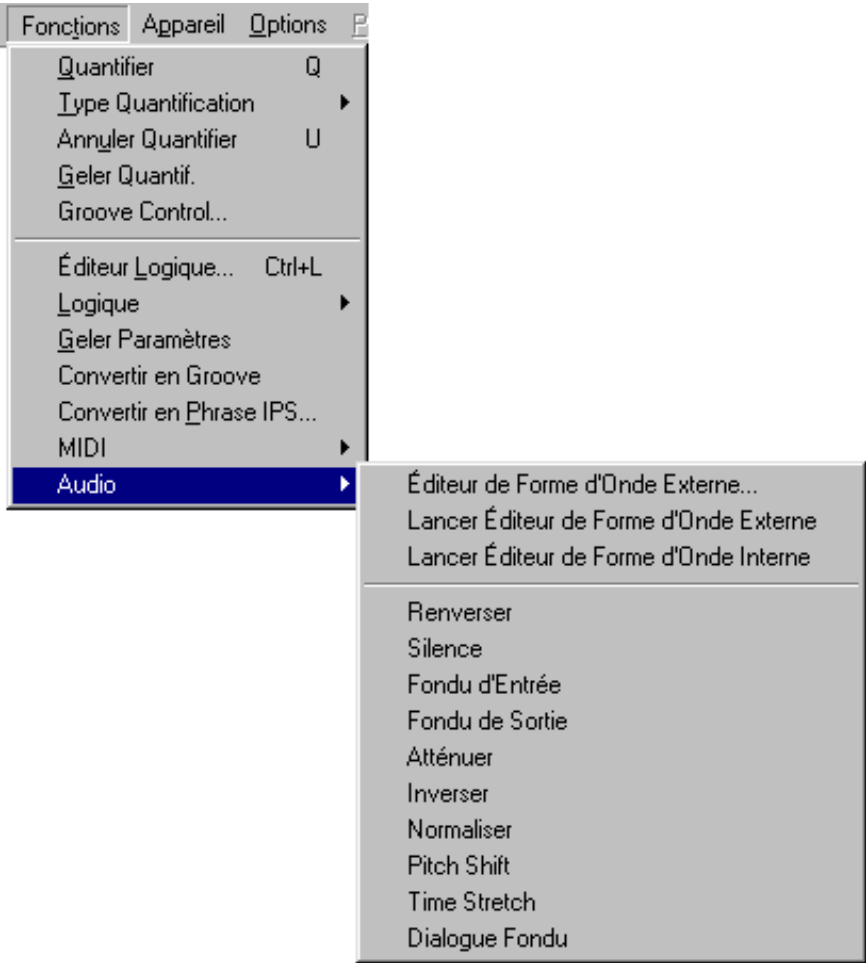 Fonctions Appareil Options
Quantifier Q
Type Quantification
Annuler Quantifier U
Geler Quantif.
Groove Control...
Éditeur Logique... Ctrl+L
Logique
Geler Paramètres
Convertir en Groove
Convertir en Phrase IPS...
MIDI
Audio
Éditeur de Forme d'Onde Externe...
Lancer Éditeur de Forme d'Onde Externe
Lancer Éditeur de Forme d'Onde Interne
Renverser
Silence
Fondu d'Entrée
Fondu de Sortie
Atténuer
Inverser
Normaliser
Pitch Shift
Time Stretch
Dialogue Fondu